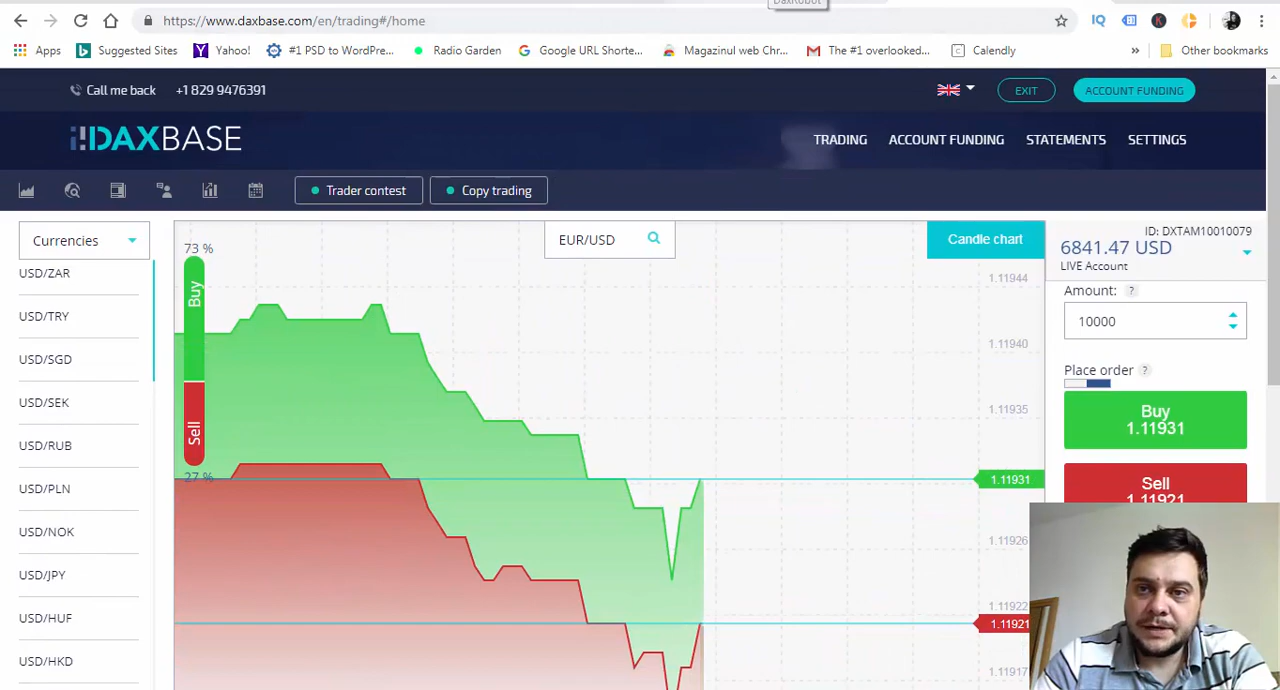 DaxRobot
https://www.daxbase.com/en/trading#/home
IQ
K
Apps
Suggested Sites
Yahoo!
#1 PSD to WordPre...
Radio Garden
Google URL Shorte...
Magazinul web Chr...
The #1 overlooked...
Calendly
»
Other bookmarks
Call me back
+1 829 9476391
EXIT
ACCOUNT FUNDING
DAXBASE
TRADING
ACCOUNT FUNDING
STATEMENTS
SETTINGS
Trader contest
Copy trading
Currencies
USD/ZAR
USD/TRY
USD/SGD
USD/SEK
USD/RUB
USD/PLN
USD/NOK
USD/JPY
USD/HUF
USD/HKD
73 %
Buy
Sell
27 %
EUR/USD
Candle chart
1.11944
1.11940
1.11935
1.11931
1.11926
1.11922
1.11921
1.11917
ID: DXTAM10010079
6841.47 USD
LIVE Account
Amount: ?
10000
Place order ?
Buy
1.11931
Sell
1.11921